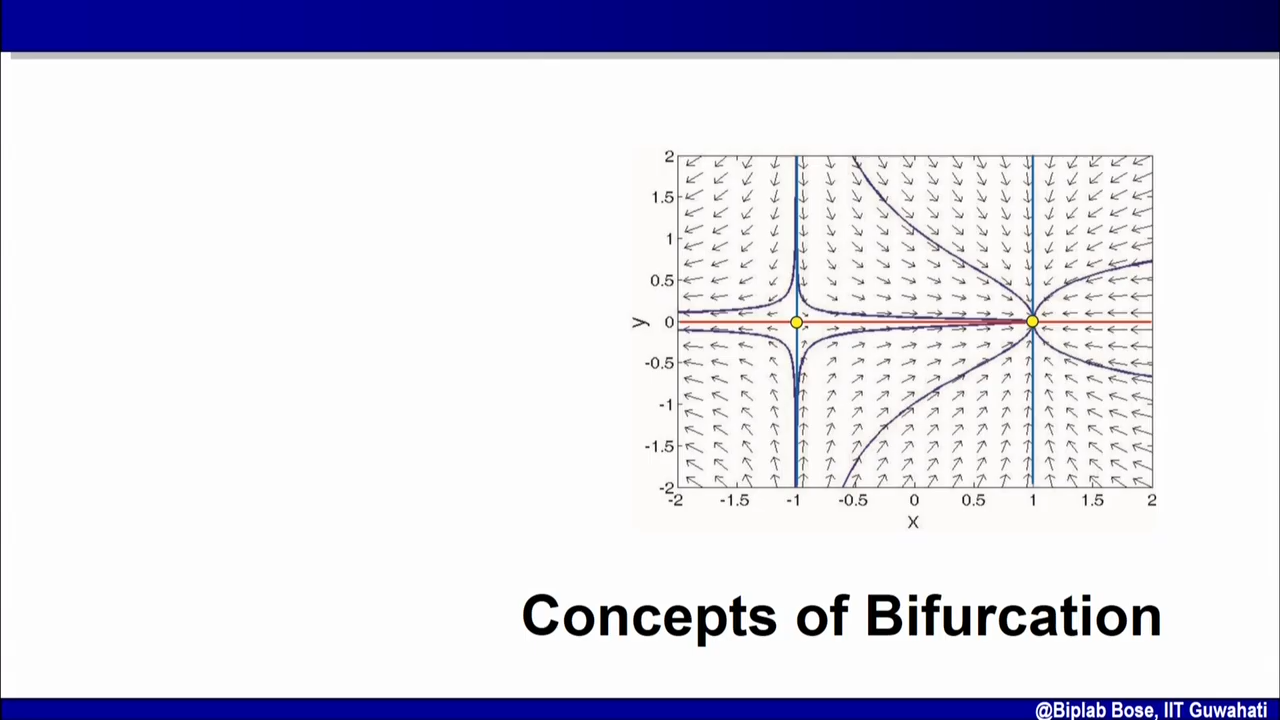 2
1.5
1
0.5
0
-0.5
-1
-1.5
-2
y
-2 -1.5 -1 -0.5 0 0.5 1 1.5 2
X
Concepts of Bifurcation
@Biplab Bose, IIT Guwahati